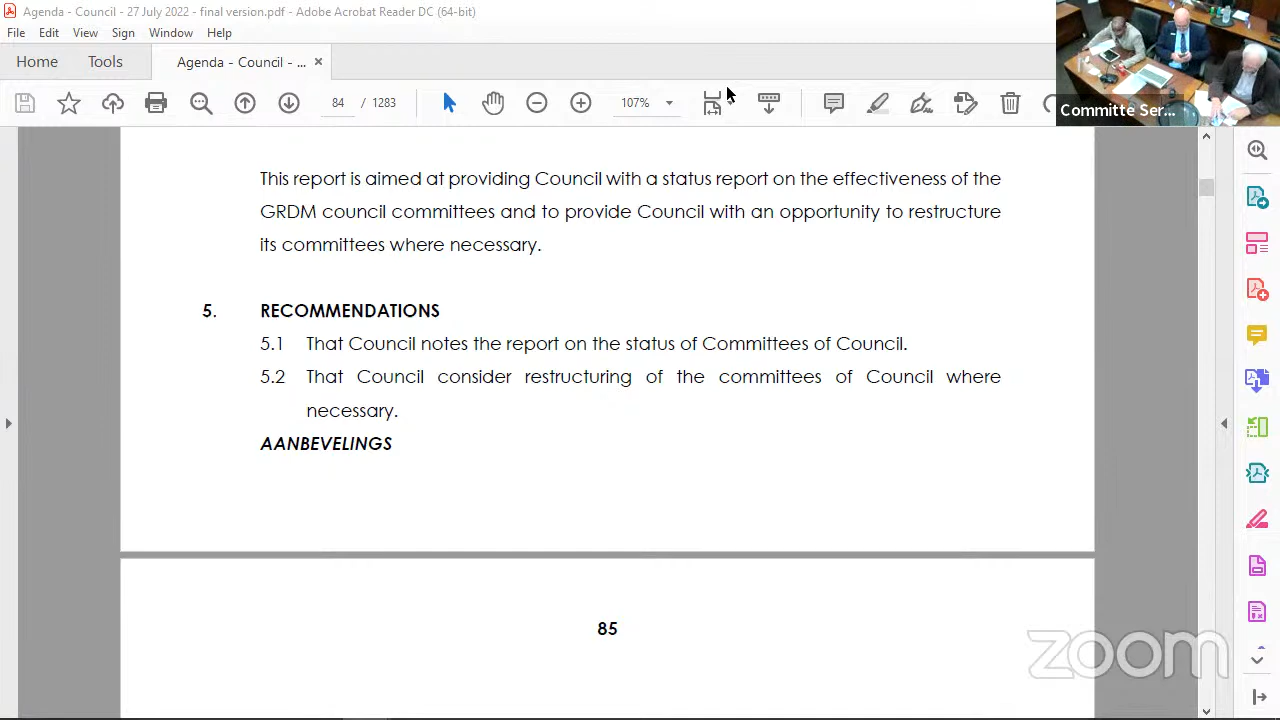 Agenda - Council - 27 July 2022 - final version.pdf - Adobe Acrobat Reader DC (64-bit)
File Edit View Sign Window Help
Home Tools Agenda - Council - ... ×
84 / 1283 107%
Committe Ser...
This report is aimed at providing Council with a status report on the effectiveness of the
GRDM council committees and to provide Council with an opportunity to restructure
its committees where necessary.
5. RECOMMENDATIONS
5.1 That Council notes the report on the status of Committees of Council.
5.2 That Council consider restructuring of the committees of Council where
necessary.
AANBEVELINGS
85
zoom